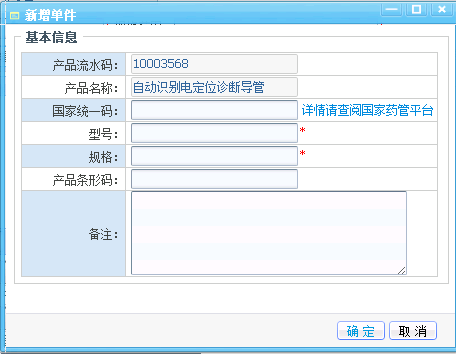 新增单件
基本信息
产品流水码： 10003568
产品名称： 自动识别电定位诊断导管
国家统一码： 详情请查阅国家药管平台
型号： *
规格： *
产品条形码：
备注：
确 定 取 消